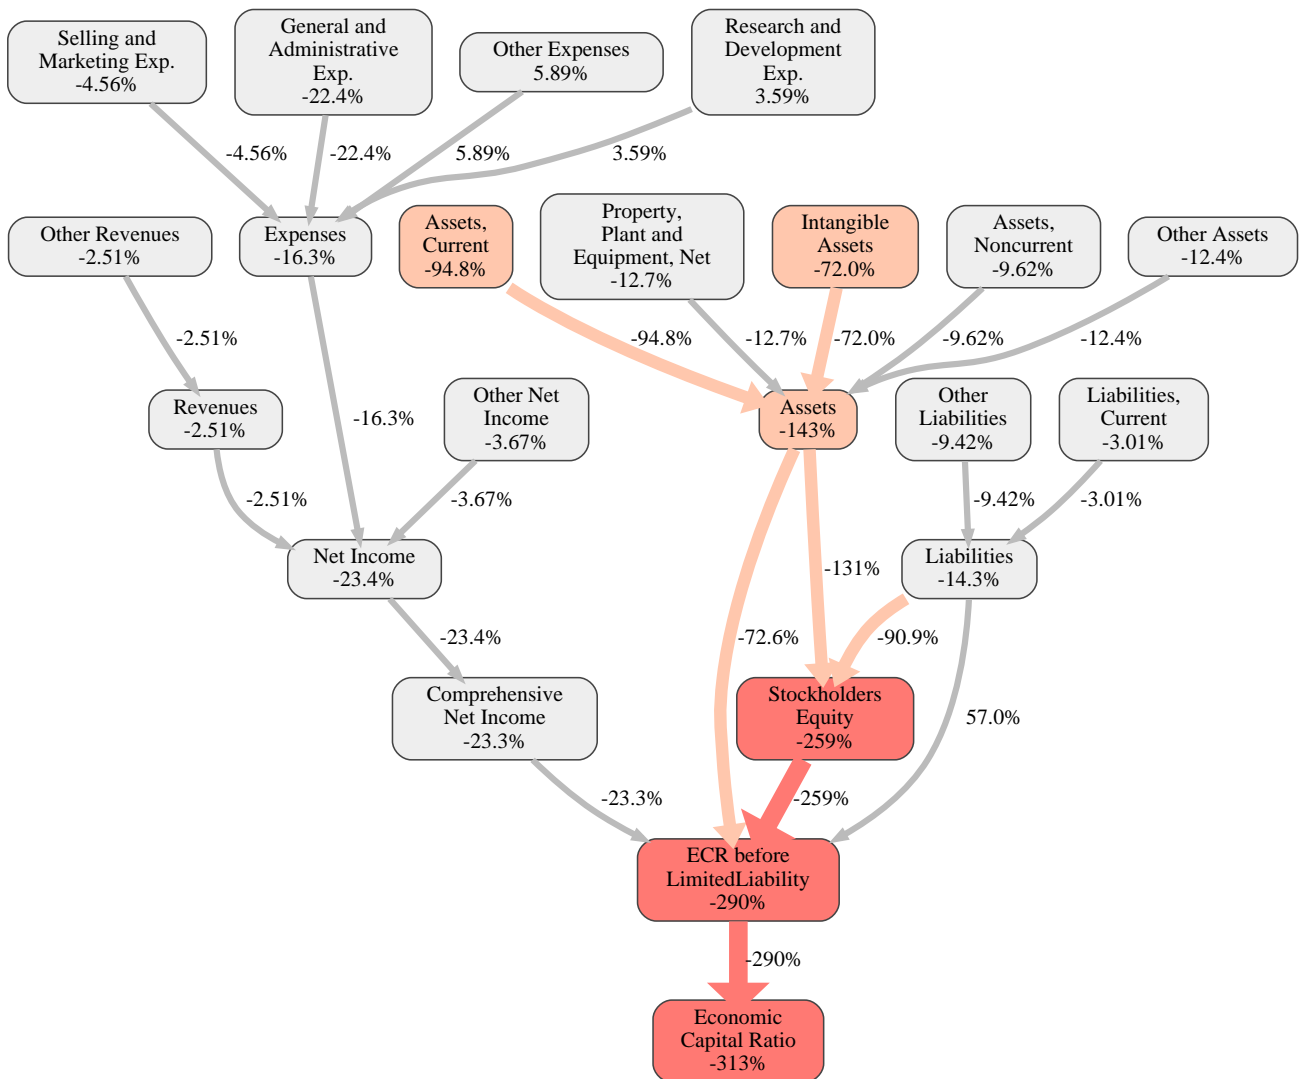 Selling and
Marketing Exp.
-4.56%
General and
Administrative
Exp.
-22.4%
Other Expenses
5.89%
Research and
Development
Exp.
3.59%
-4.56%
-22.4%
5.89%
3.59%
Other Revenues
-2.51%
Expenses
-16.3%
Assets,
Current
-94.8%
Property,
Plant and
Equipment, Net
-12.7%
Intangible
Assets
-72.0%
Assets,
Noncurrent
-9.62%
Other Assets
-12.4%
-2.51%
-94.8%
-12.7%
-72.0%
-9.62%
-12.4%
Revenues
-2.51%
-16.3%
Other Net
Income
-3.67%
Assets
-143%
Other
Liabilities
-9.42%
Liabilities,
Current
-3.01%
-2.51%
-3.67%
-9.42%
-3.01%
Net Income
-23.4%
-131%
Liabilities
-14.3%
-23.4%
-72.6%
-90.9%
Comprehensive
Net Income
-23.3%
Stockholders
Equity
-259%
57.0%
-23.3%
-259%
ECR before
LimitedLiability
-290%
-290%
Economic
Capital Ratio
-313%